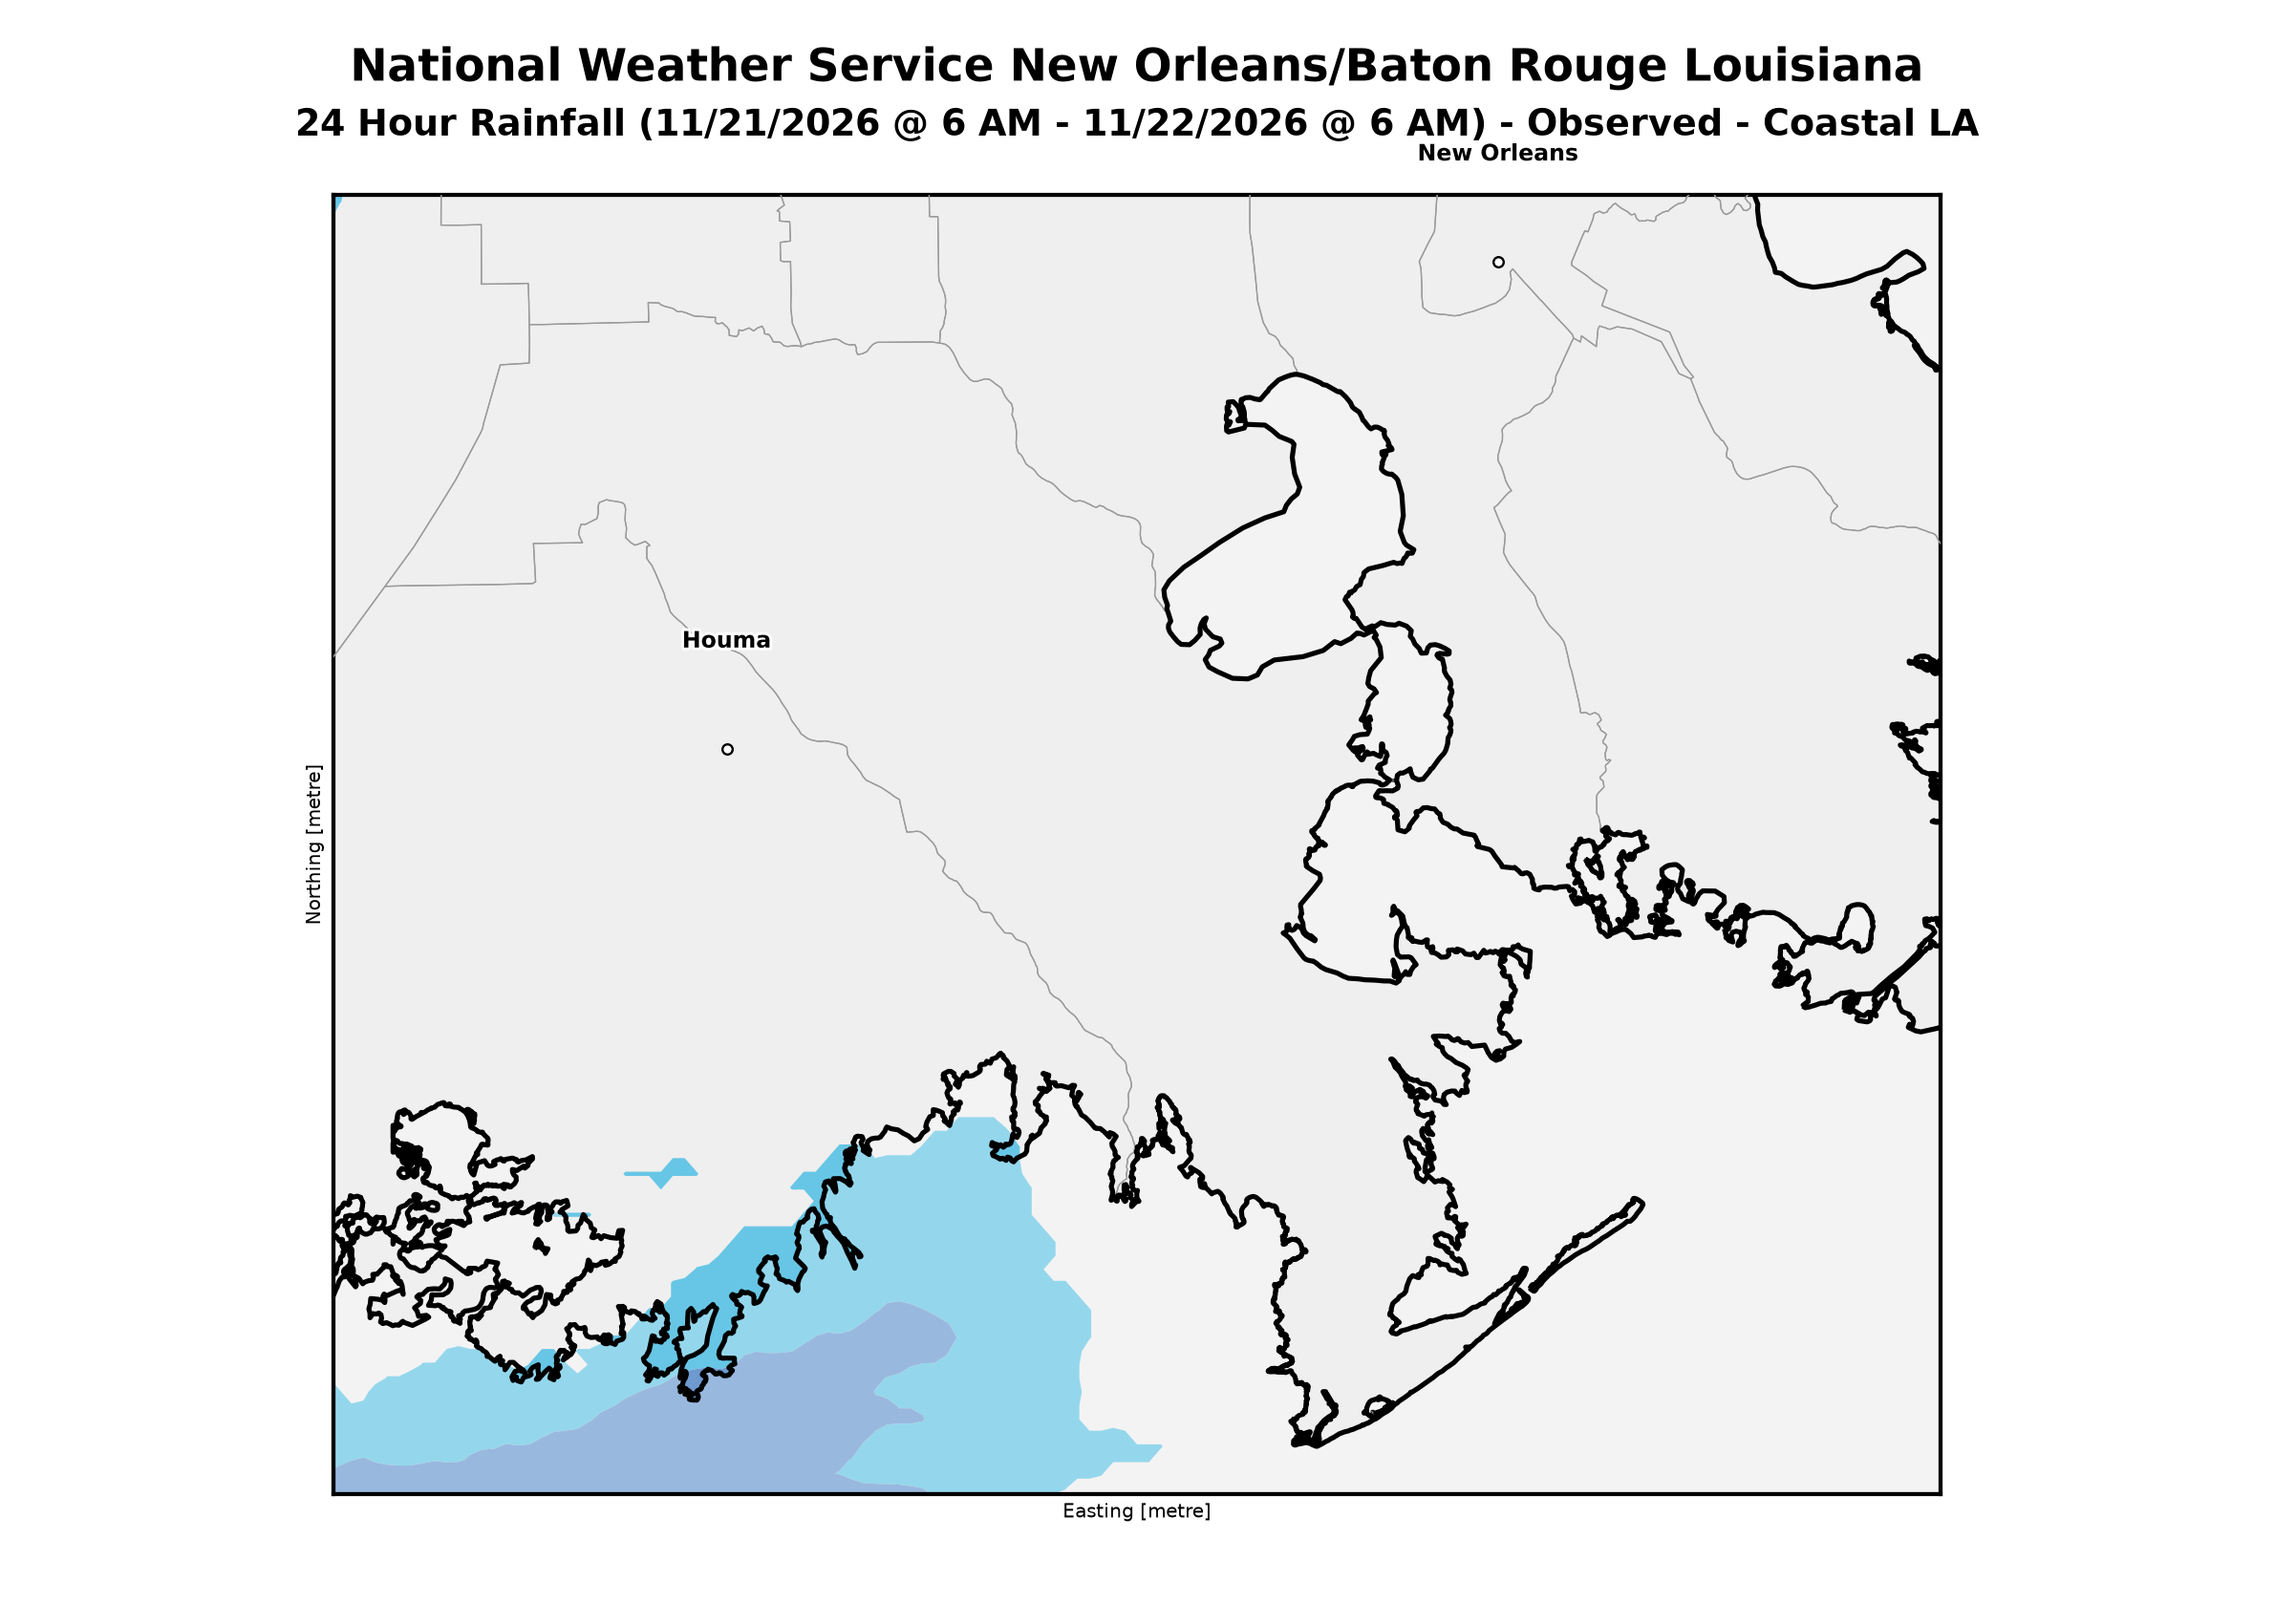 National Weather Service New Orleans/Baton Rouge Louisiana
24 Hour Rainfall (11/21/2026 @ 6 AM - 11/22/2026 @ 6 AM) - Observed - Coastal LA
New Orleans
Houma
Northing [metre]
Easting [metre]